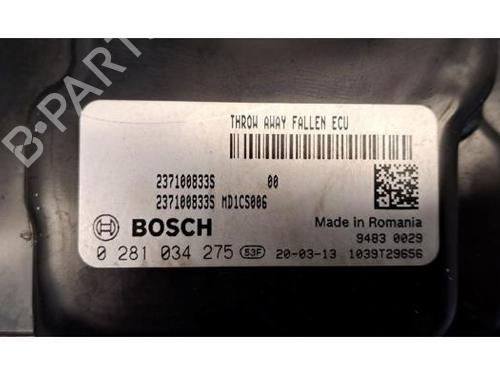 B-PARTS
THROW AWAY FALLEN ECU
237100833S 00
237100833S MD1CS006
BOSCH
Made in Romania
9483 0029
0 281 034 275 53F 20-03-13 1039T29656